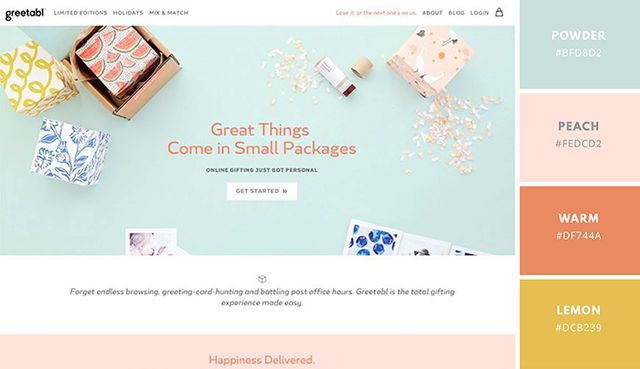 greetabl
LIMITED EDITIONS HOLIDAYS MIX & MATCH
Love it, or the next one's on us. ABOUT BLOG LOGIN
Great Things
Come in Small Packages
ONLINE GIFTING JUST GOT PERSONAL
GET STARTED »
Forget endless browsing, greeting-card-hunting and battling post office hours. Greetabl is the total gifting
experience made easy.
Happiness Delivered.
POWDER
#BFD8D2
PEACH
#FEDCD2
WARM
#DF744A
LEMON
#DCB239